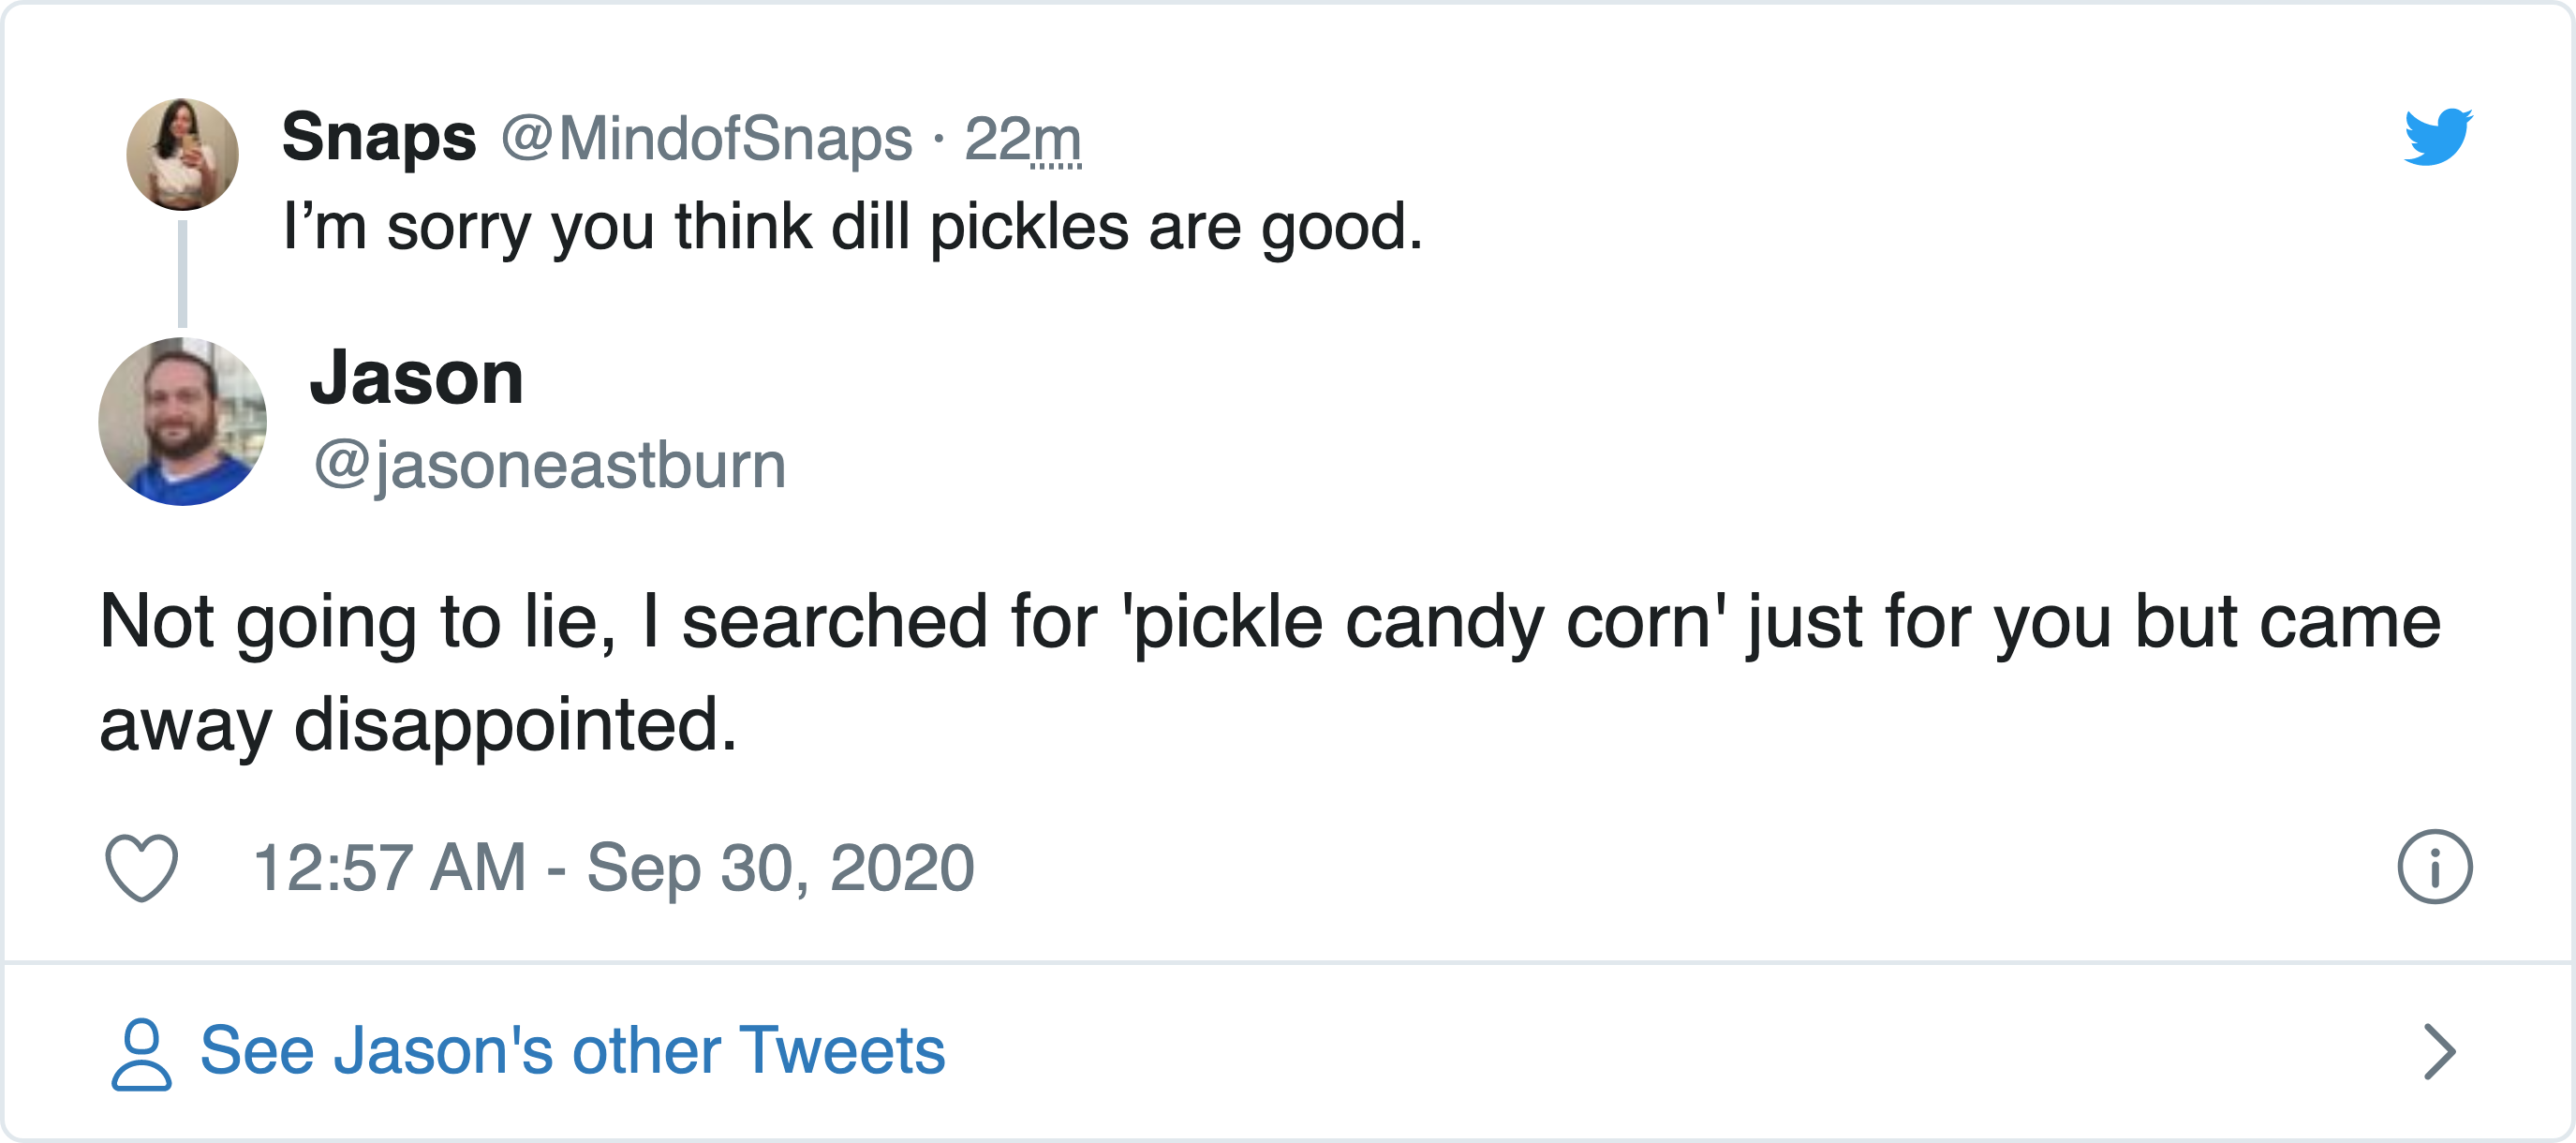 Snaps @MindofSnaps · 22m
I’m sorry you think dill pickles are good.
Jason
@jasoneastburn
Not going to lie, I searched for 'pickle candy corn' just for you but came
away disappointed.
12:57 AM - Sep 30, 2020
See Jason's other Tweets